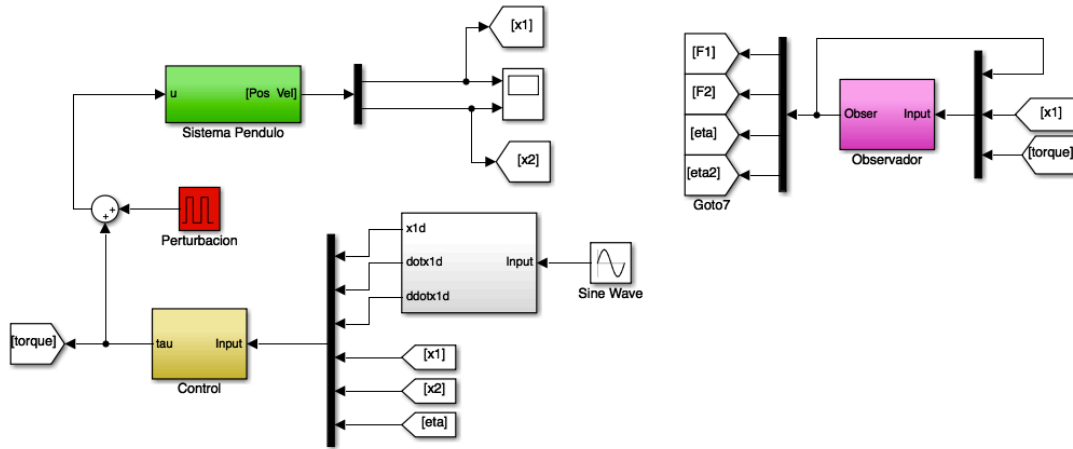 [x1]
u
[Pos Vel]
Sistema Pendulo
[x2]
+
+
Perturbacion
x1d
dotx1d
ddotx1d
Input
Sine Wave
[torque]
tau
Input
Control
[x1]
[x2]
[eta]
[F1]
[F2]
[eta]
[eta2]
Goto7
Obser
Input
Observador
[x1]
[torque]